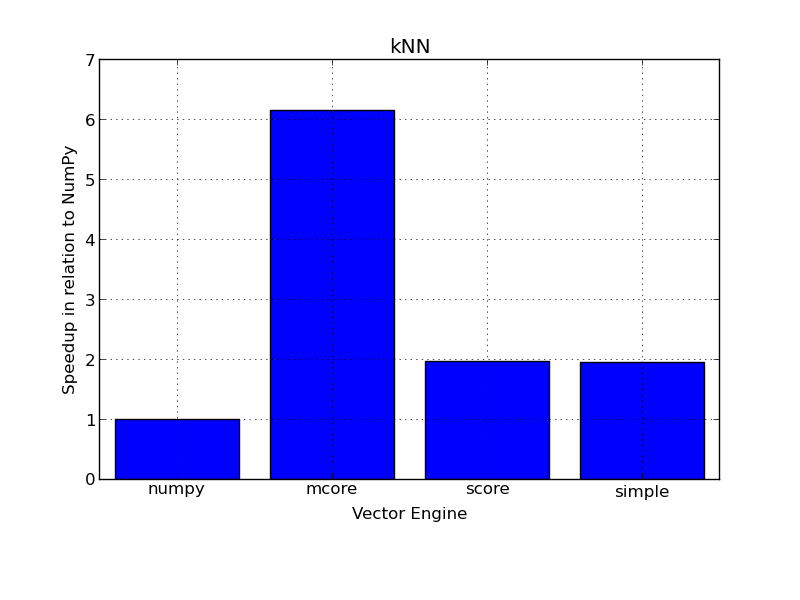 kNN
7
6
5
4
3
2
1
0
Speedup in relation to NumPy
numpy mcore score simple
Vector Engine